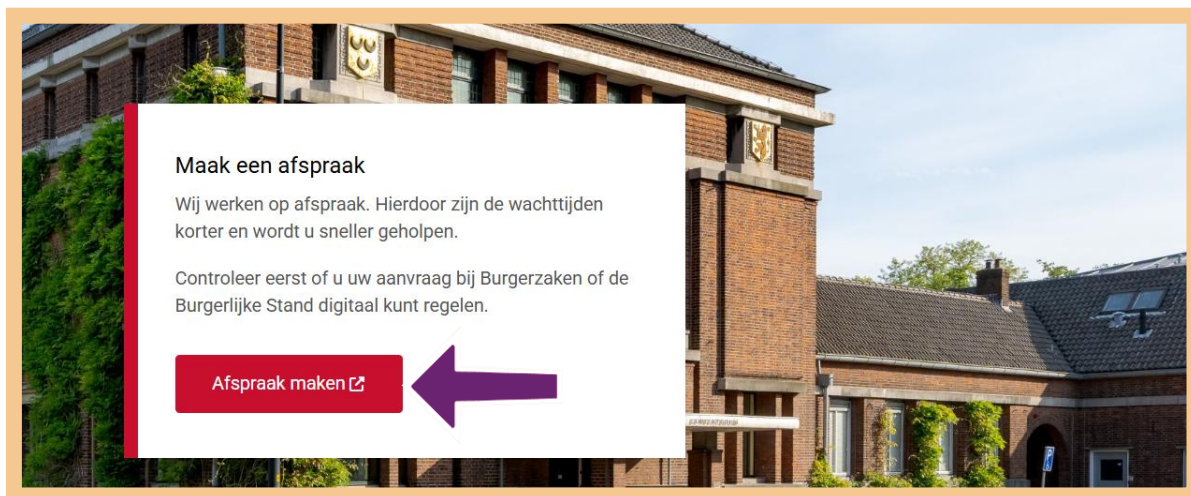 Maak een afspraak
Wij werken op afspraak. Hierdoor zijn de wachttijden
korter en wordt u sneller geholpen.
Controleer eerst of u uw aanvraag bij Burgerzaken of de
Burgerlijke Stand digitaal kunt regelen.
Afspraak maken
GEMEENTEHUIS
P